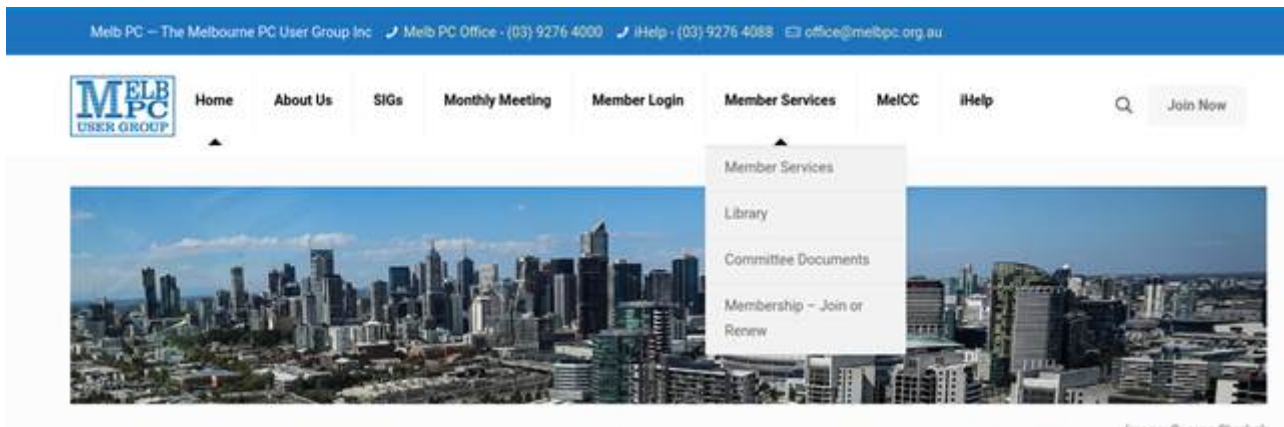 Melb PC – The Melbourne PC User Group Inc Melb PC Office - (03) 9276 4000 iHelp - (03) 9276 4088 office@melbpc.org.au
MELB
PC
USER GROUP
Home About Us SIGs Monthly Meeting Member Login Member Services MelCC iHelp Join Now
Member Services
Library
Committee Documents
Membership – Join or
Renew